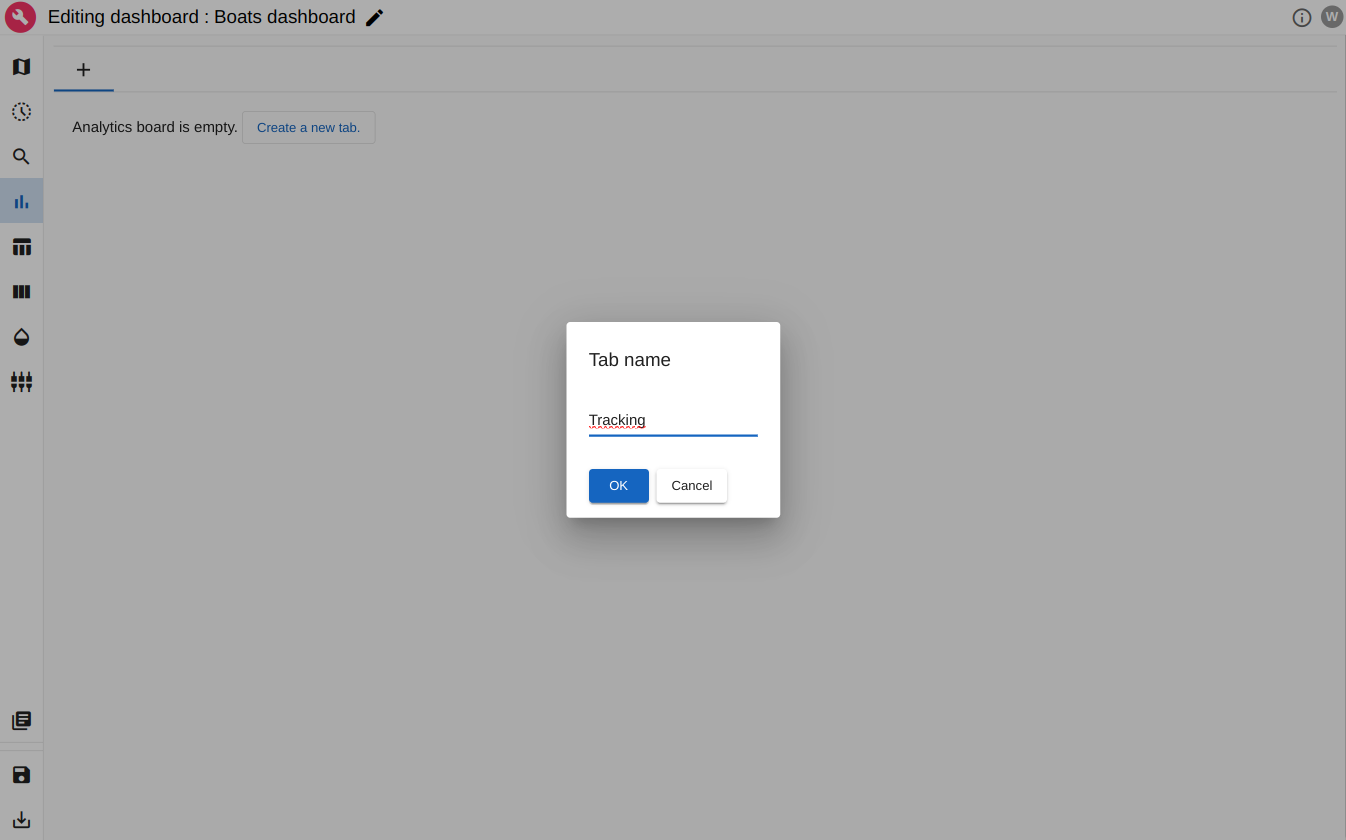 Editing dashboard : Boats dashboard
W
Analytics board is empty. Create a new tab.
Tab name
Tracking
OK Cancel